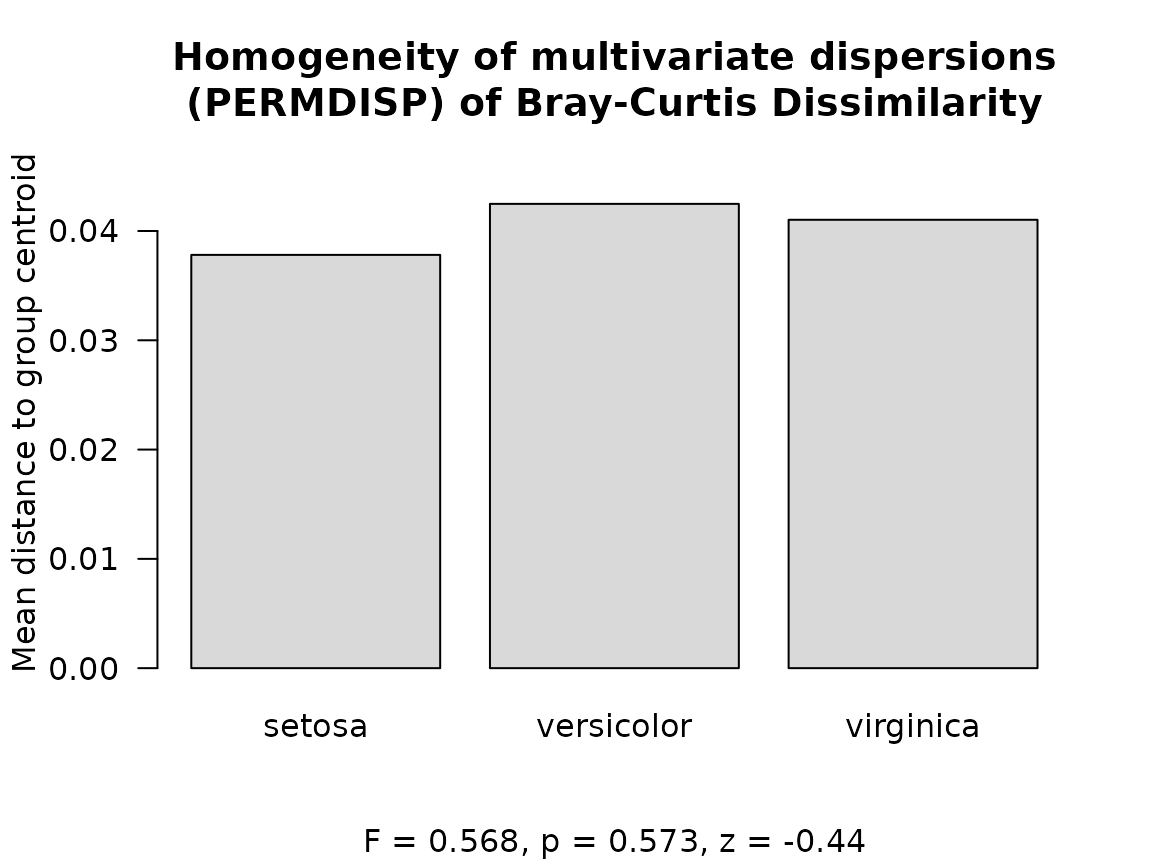 Homogeneity of multivariate dispersions
(PERMDISP) of Bray-Curtis Dissimilarity
Mean distance to group centroid
0.04
0.03
0.02
0.01
0.00
setosa
versicolor
virginica
F = 0.568, p = 0.573, z = -0.44